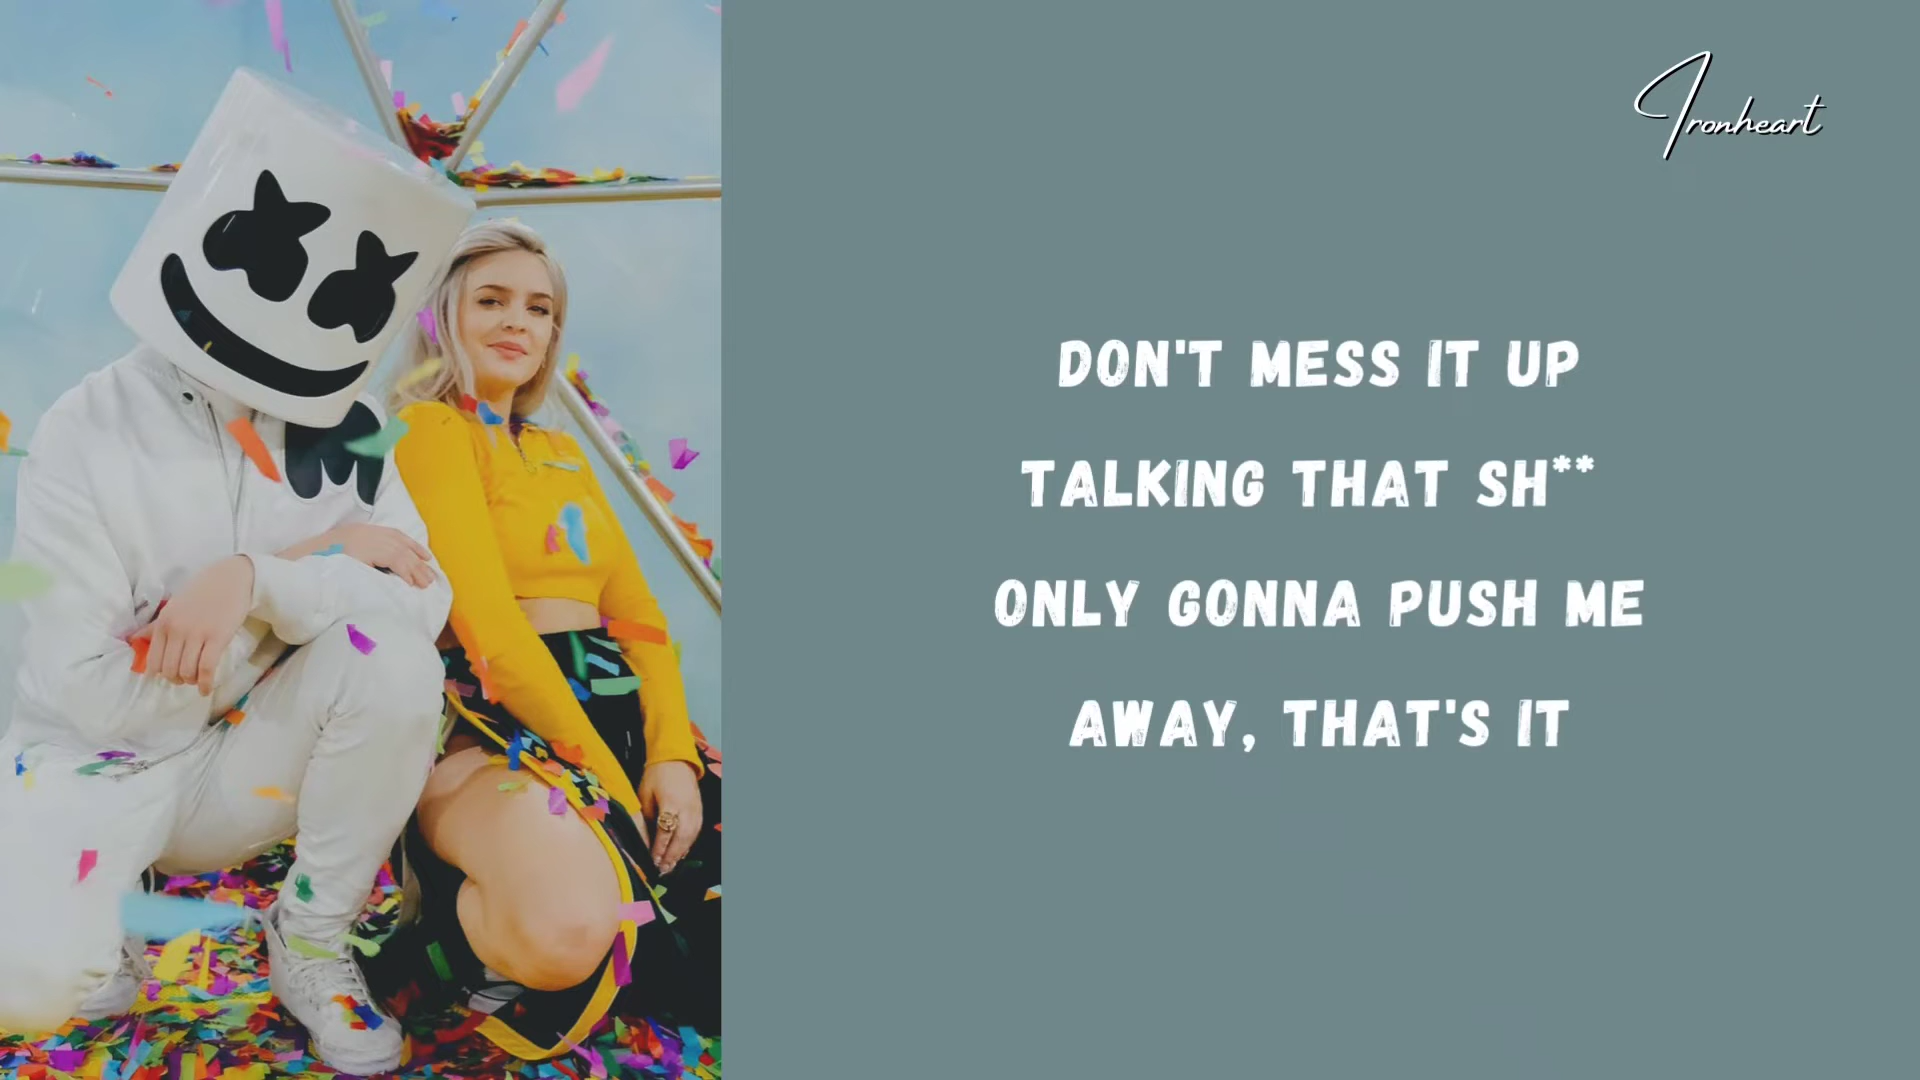 Ironheart
DON'T MESS IT UP
TALKING THAT SH**
ONLY GONNA PUSH ME
AWAY, THAT'S IT